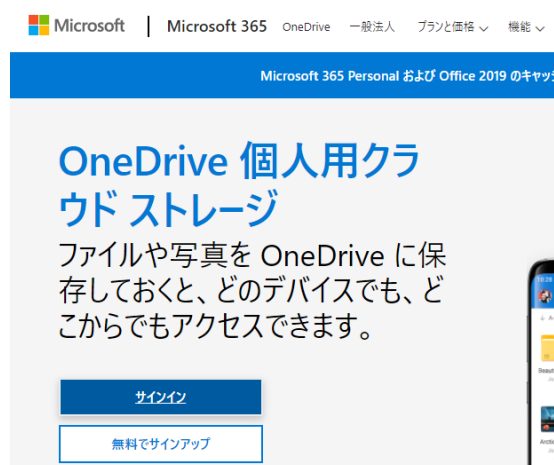 Microsoft Microsoft 365 OneDrive 一般法人 プランと価格 機能
Microsoft 365 Personal および Office 2019 のキャッシ
OneDrive 個人用クラ
ウド ストレージ
ファイルや写真を OneDrive に保
存しておくと、どのデバイスでも、ど
こからでもアクセスできます。
サインイン
無料でサインアップ
10:28